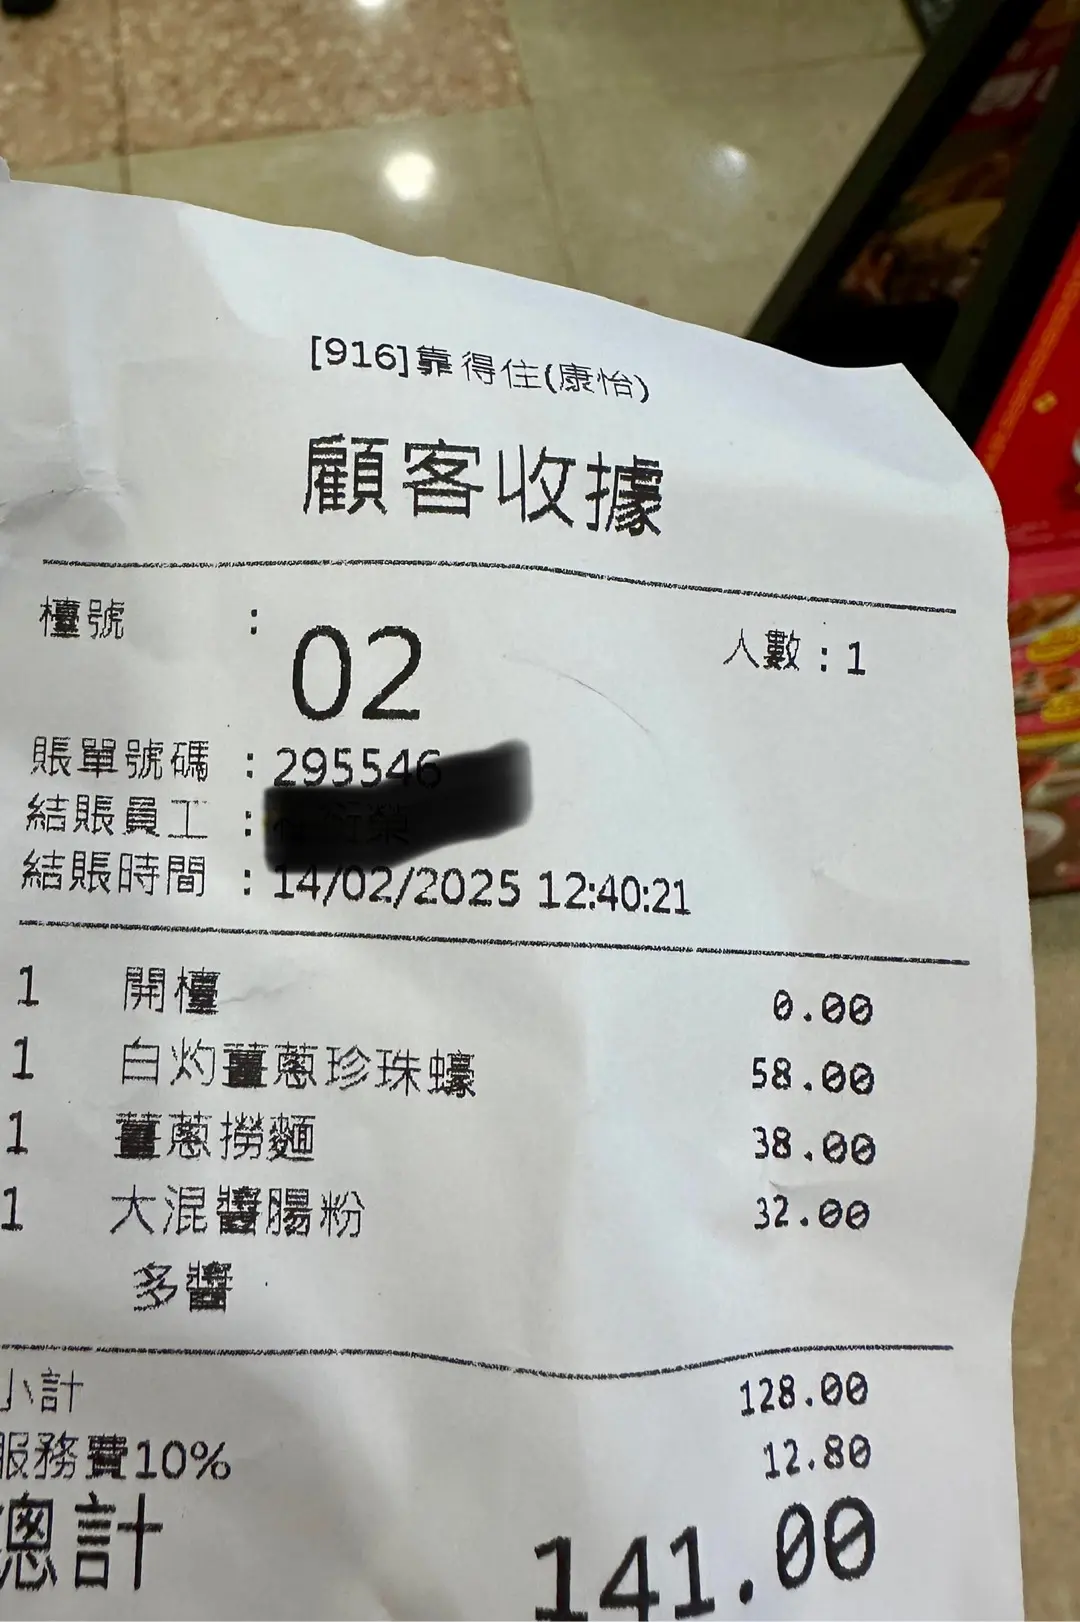 [916]靠得住(康怡)
顧客收據
檯號 : 02 人數:1
賬單號碼 :295546
結賬員工 :
結賬時間 :14/02/2025 12:40:21
1 開檯 0.00
1 白灼薑蔥珍珠蠔 58.00
1 薑蔥撈麵 38.00
1 大混醬腸粉 32.00
多醬
小計 128.00
服務費10% 12.80
總計 141.00